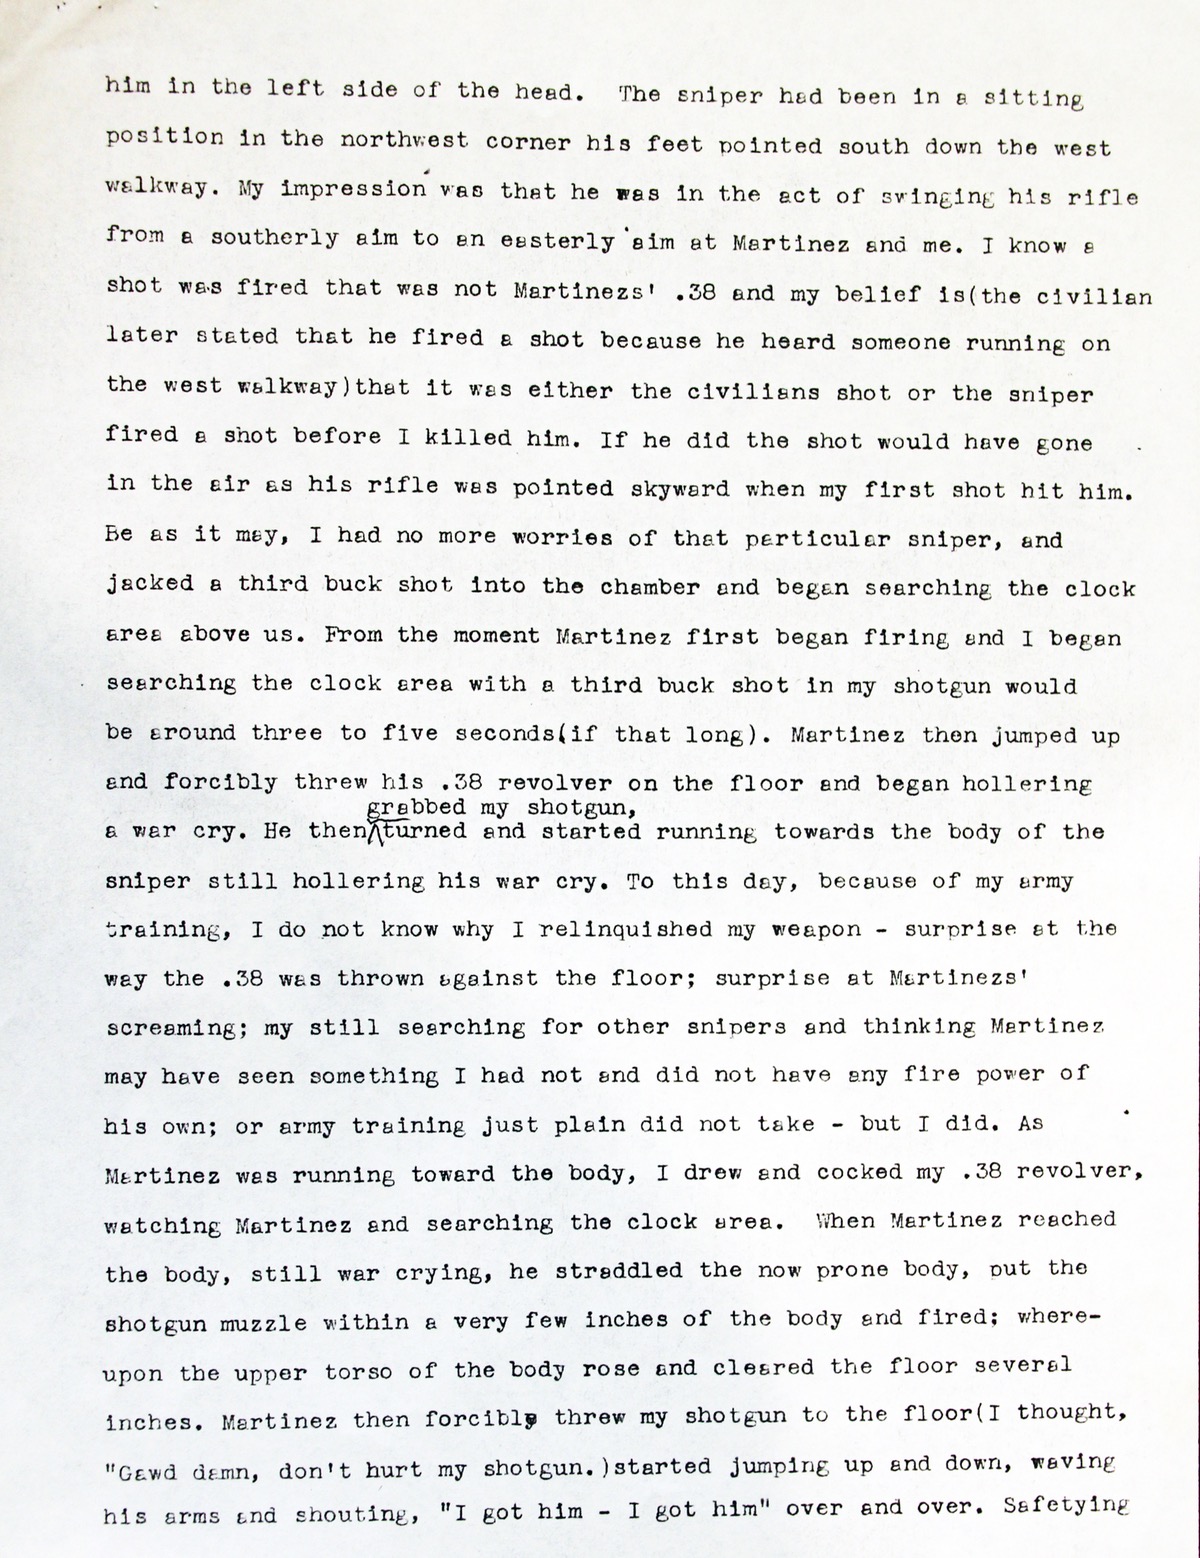 him in the left side of the head.  The sniper had been in a sitting
position in the northwest corner his feet pointed south down the west
walkway. My impression was that he was in the act of swinging his rifle
from a southerly aim to an easterly aim at Martinez and me. I know a
shot was fired that was not Martinezs' .38 and my belief is(the civilian
later stated that he fired a shot because he heard someone running on
the west walkway)that it was either the civilians shot or the sniper
fired a shot before I killed him. If he did the shot would have gone
in the air as his rifle was pointed skyward when my first shot hit him.
Be as it may, I had no more worries of that particular sniper, and
jacked a third buck shot into the chamber and began searching the clock
area above us. From the moment Martinez first began firing and I began
searching the clock area with a third buck shot in my shotgun would
be around three to five seconds(if that long). Martinez then jumped up
and forcibly threw his .38 revolver on the floor and began hollering
grabbed my shotgun,
a war cry. He then turned and started running towards the body of the
sniper still hollering his war cry. To this day, because of my army
training, I do not know why I relinquished my weapon - surprise at the
way the .38 was thrown against the floor; surprise at Martinezs'
screaming; my still searching for other snipers and thinking Martinez
may have seen something I had not and did not have any fire power of
his own; or army training just plain did not take - but I did. As
Martinez was running toward the body, I drew and cocked my .38 revolver,
watching Martinez and searching the clock area.  When Martinez reached
the body, still war crying, he straddled the now prone body, put the
shotgun muzzle within a very few inches of the body and fired; where-
upon the upper torso of the body rose and cleared the floor several
inches. Martinez then forcibly threw my shotgun to the floor(I thought,
"Gawd damn, don't hurt my shotgun.)started jumping up and down, waving
his arms and shouting, "I got him - I got him" over and over. Safetying